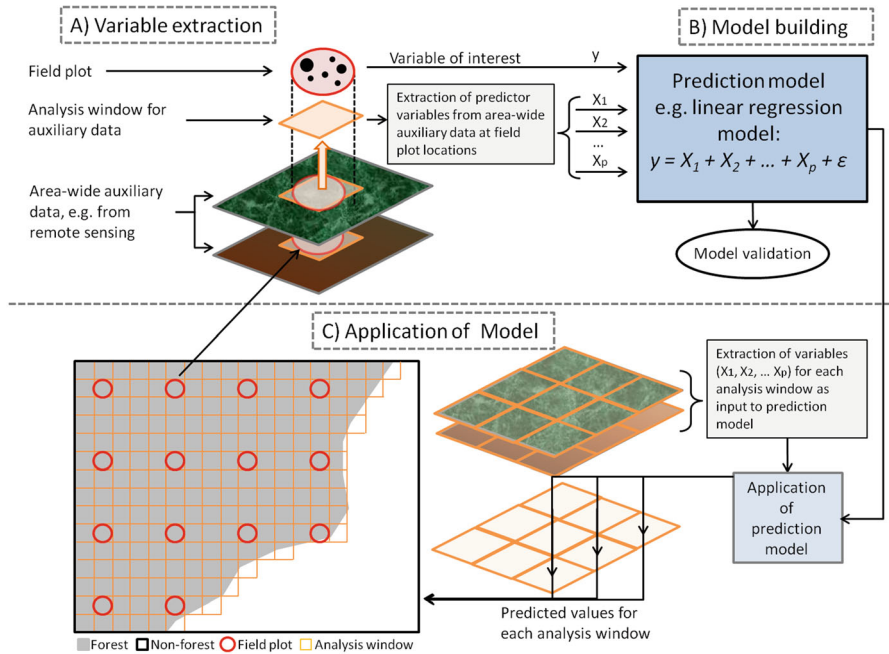 A) Variable extraction
B) Model building
Field plot
Variable of interest
y
Analysis window for
auxiliary data
Extraction of predictor
variables from area-wide
auxiliary data at field
plot locations
X1
X2
...
Xp
Prediction model
e.g. linear regression
model:
y = X1 + X2 + ... + Xp + ε
Area-wide auxiliary
data, e.g. from
remote sensing
Model validation
C) Application of Model
Extraction of variables
(X1, X2, ... Xp) for each
analysis window as
input to prediction
model
Application
of
prediction
model
Predicted values for
each analysis window
Forest Non-forest Field plot Analysis window